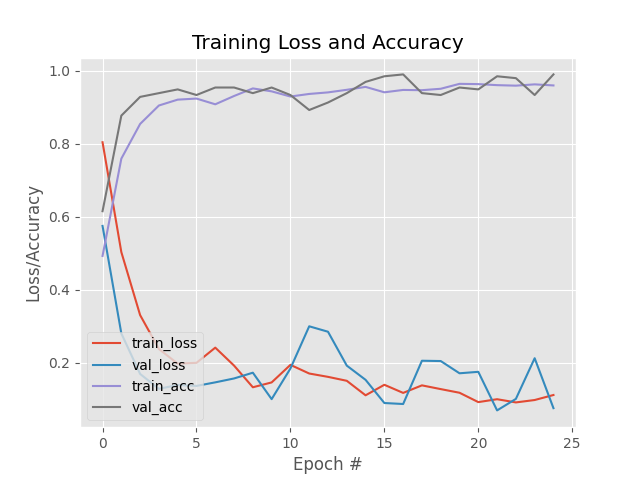 Training Loss and Accuracy
1.0
0.8
0.6
0.4
0.2
Loss/Accuracy
train_loss
val_loss
train_acc
val_acc
0 5 10 15 20 25
Epoch #